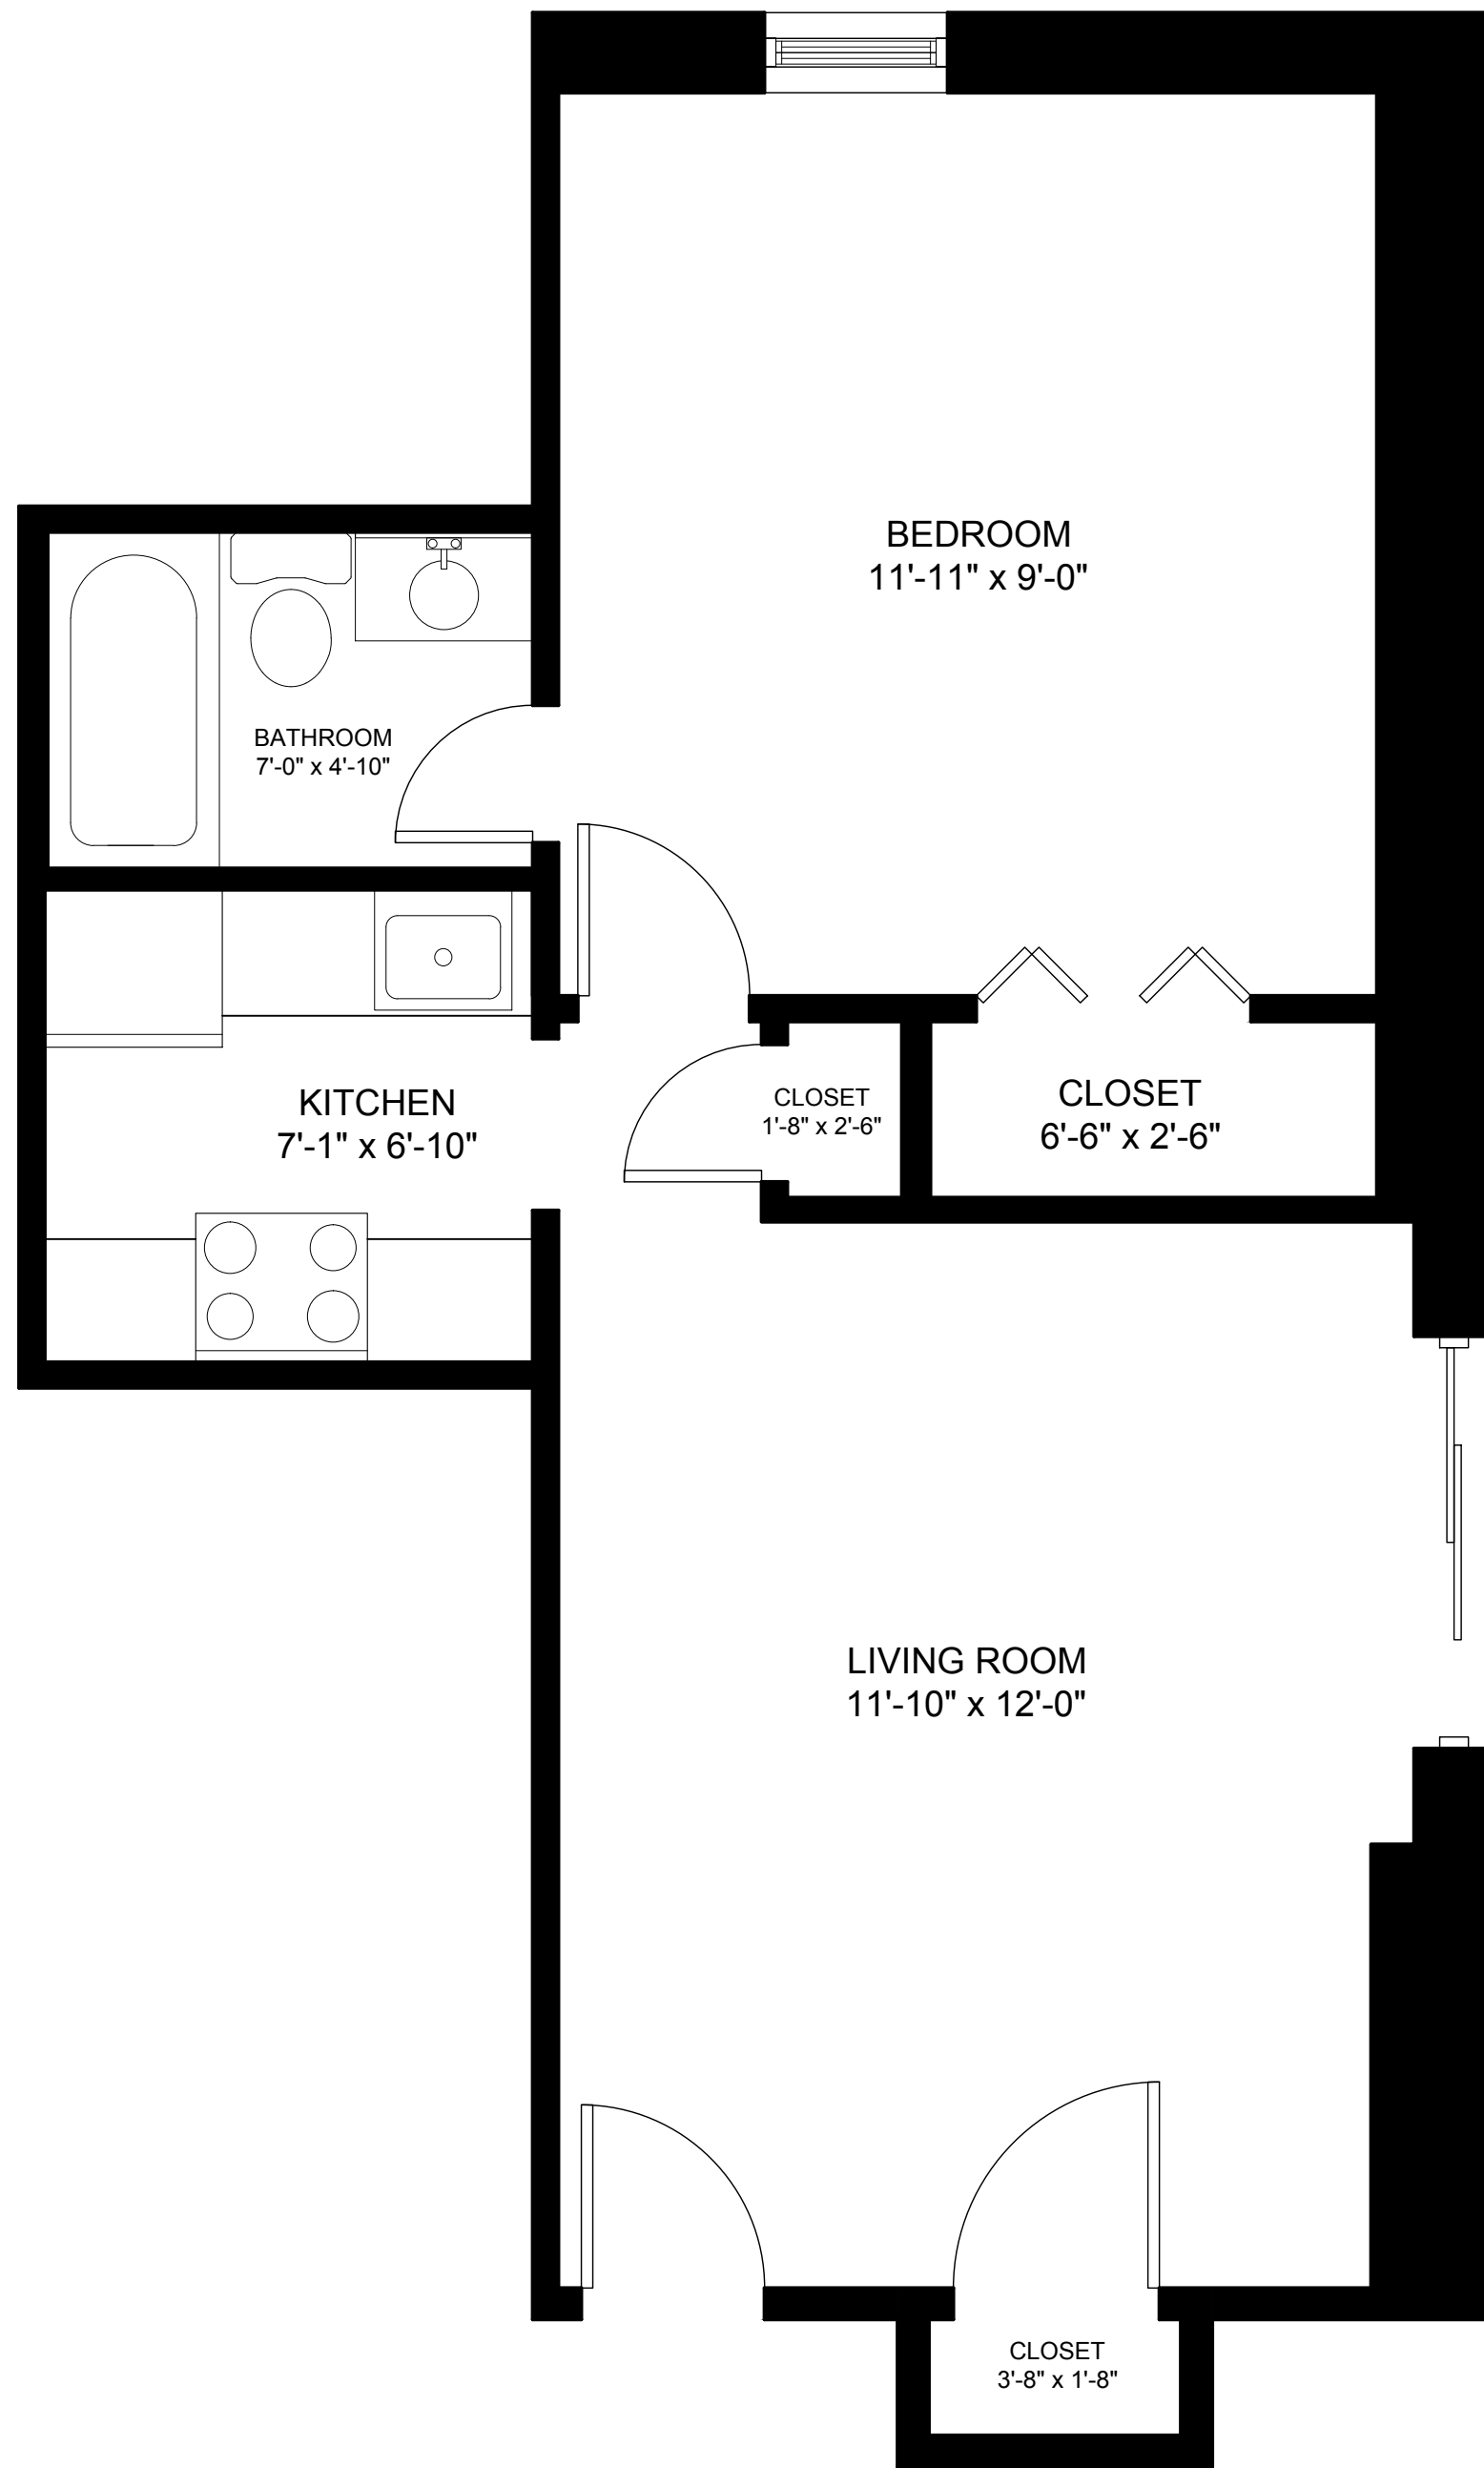 BEDROOM
11'-11" x 9'-0"
BATHROOM
7'-0" x 4'-10"
KITCHEN
7'-1" x 6'-10"
CLOSET
1'-8" x 2'-6"
CLOSET
6'-6" x 2'-6"
LIVING ROOM
11'-10" x 12'-0"
CLOSET
3'-8" x 1'-8"